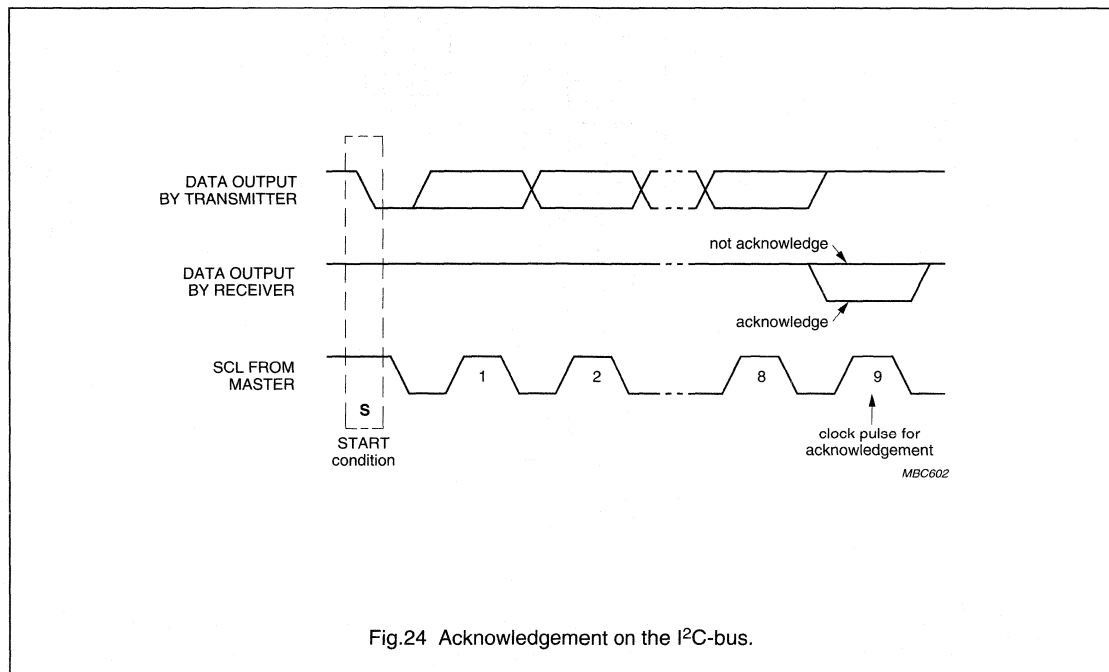 DATA OUTPUT
BY TRANSMITTER
not acknowledge
DATA OUTPUT
BY RECEIVER
acknowledge
SCL FROM
MASTER
1
2
8
9
S
START
condition
clock pulse for
acknowledgement
MBC602
Fig.24 Acknowledgement on the I²C-bus.